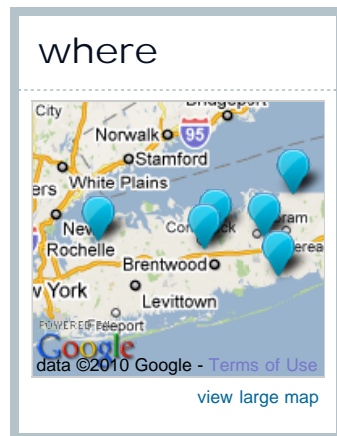 where
City
Bridgeport
Norwalk
95
Stamford
White Plains
New
Rochelle
Brentwood
York
Levittown
Freeport
POWERED BY
Google
data ©2010 Google - Terms of Use
view large map